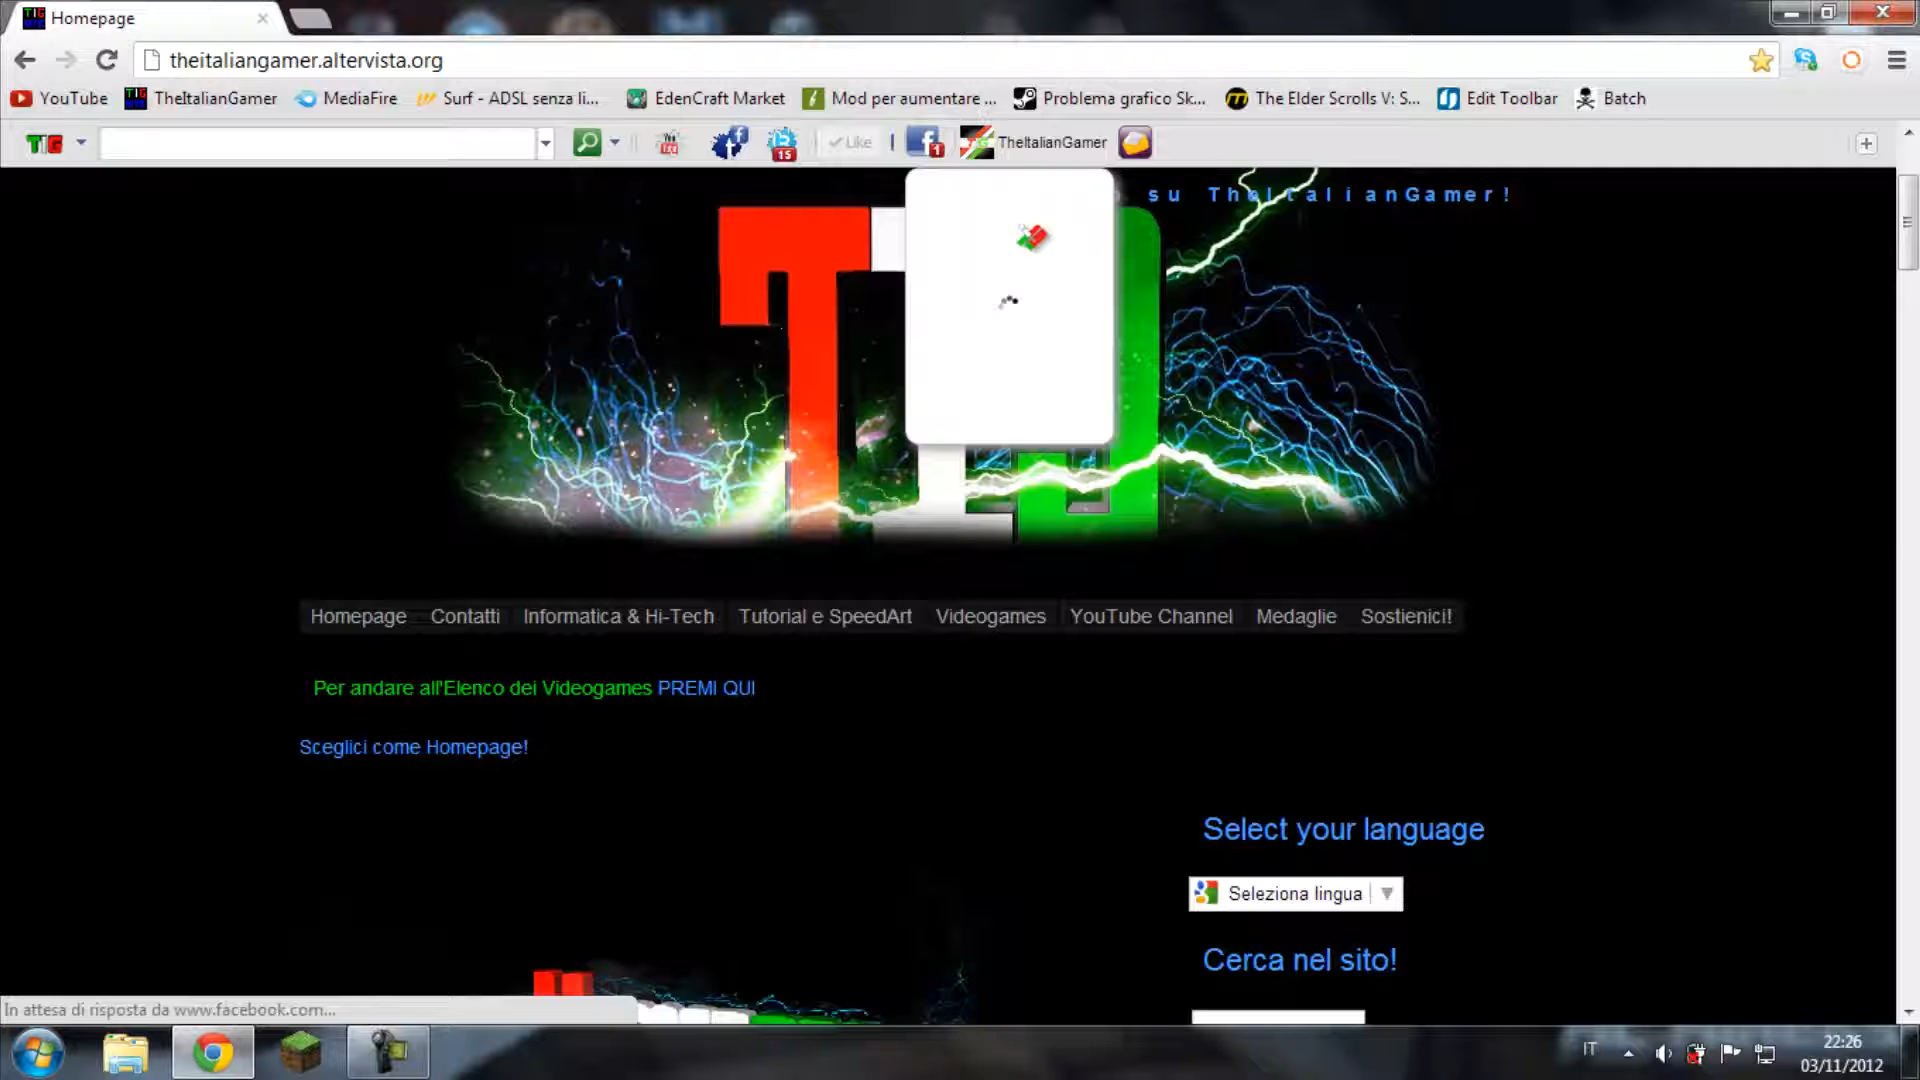 Homepage
theitaliangamer.altervista.org
YouTube TheItalianGamer MediaFire Surf - ADSL senza li... EdenCraft Market Mod per aumentare ... Problema grafico Sk... The Elder Scrolls V: S... Edit Toolbar Batch
TIG 15 Like 1 TheItalianGamer
su TheItalianGamer!
Homepage Contatti Informatica & Hi-Tech Tutorial e SpeedArt Videogames YouTube Channel Medaglie Sostienici!
Per andare all'Elenco dei Videogames PREMI QUI
Sceglici come Homepage!
Select your language
Seleziona lingua
Cerca nel sito!
In attesa di risposta da www.facebook.com...
IT 22:26
03/11/2012